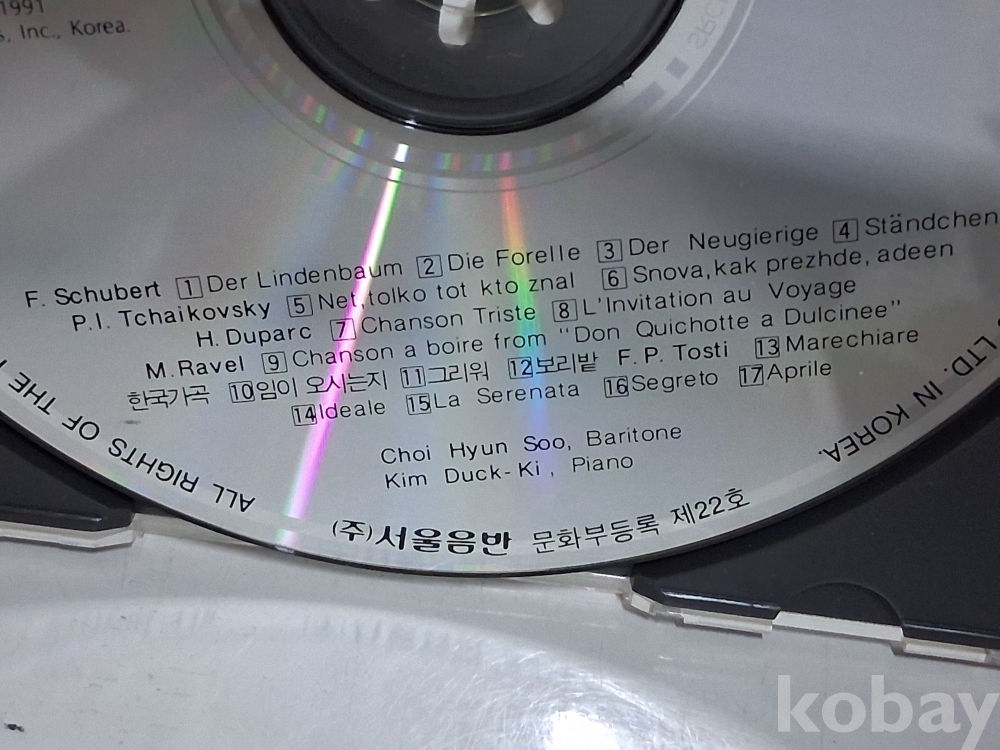 1991
, Inc., Korea.
F. Schubert 1 Der Lindenbaum 2 Die Forelle 3 Der Neugierige 4 Ständchen
P.I. Tchaikovsky 5 Net,tolko tot kto znal 6 Snova,kak prezhde, adeen
H. Duparc 7 Chanson Triste 8 L'Invitation au Voyage
M.Ravel 9 Chanson a boire from "Don Quichotte a Dulcinee"
한국가곡 10 임이 오시는지 11 그리워 12 보리밭 F.P. Tosti 13 Marechiare
14 Ideale 15 La Serenata 16 Segreto 17 Aprile
Choi Hyun Soo, Baritone
Kim Duck-Ki, Piano
(주)서울음반 문화부등록 제22호
ALL RIGHTS OF THE
LTD. IN KOREA.
kobay